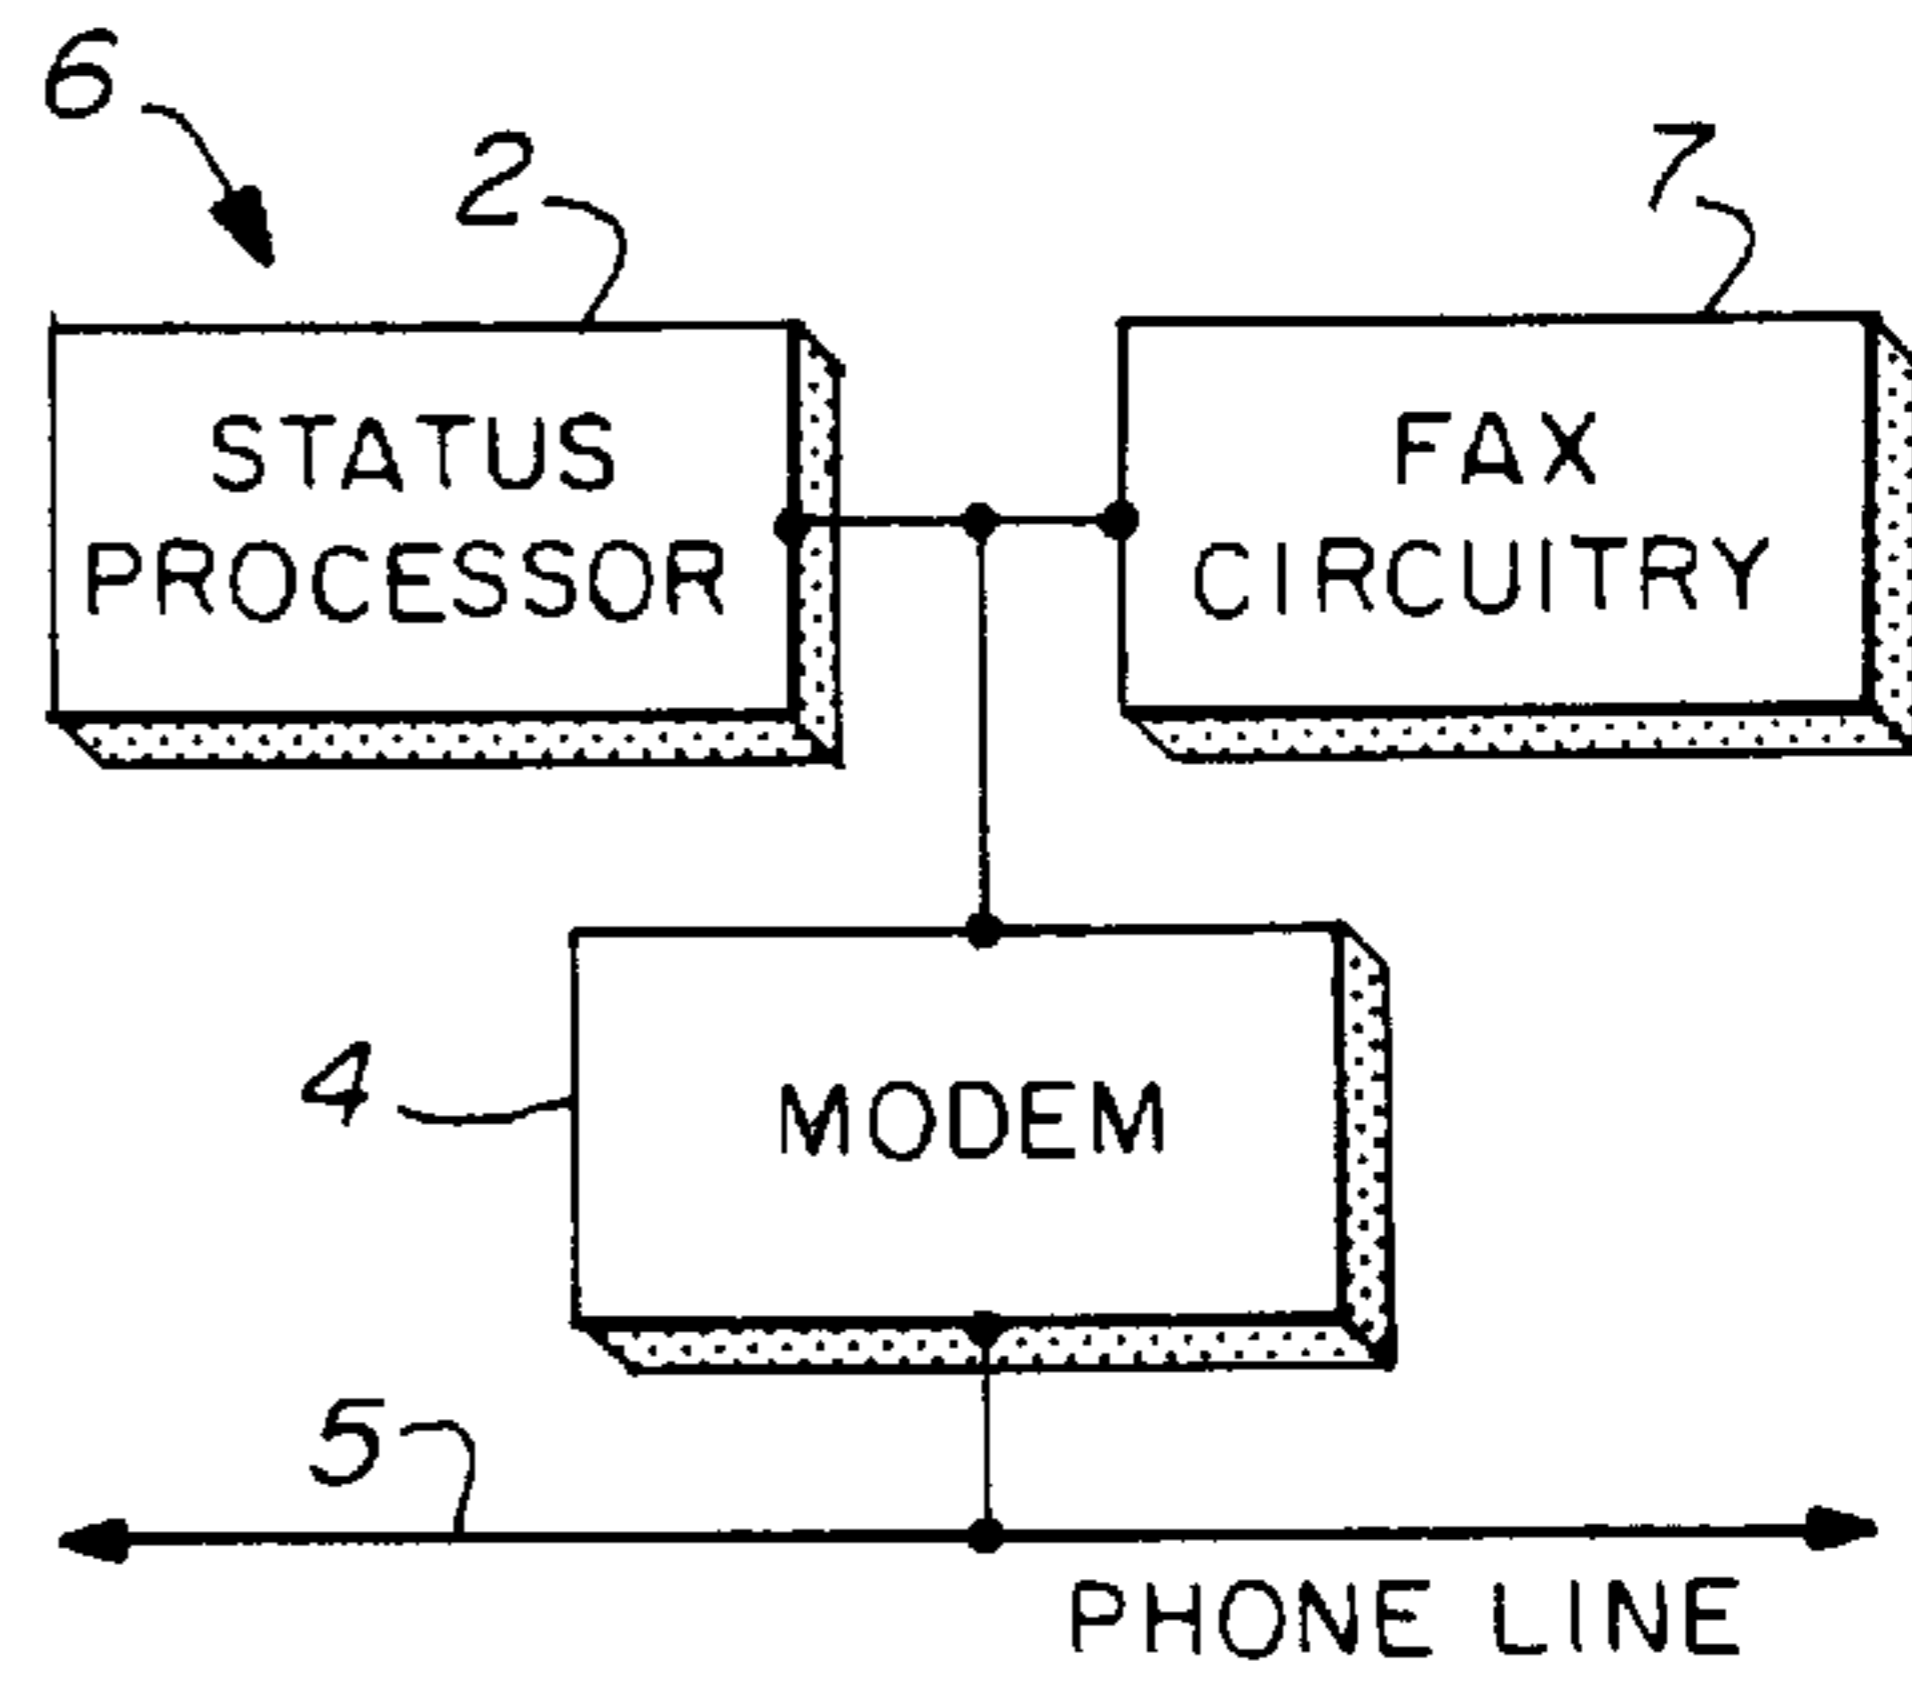 6
2
7
STATUS
PROCESSOR
FAX
CIRCUITRY
4
MODEM
5
PHONE LINE